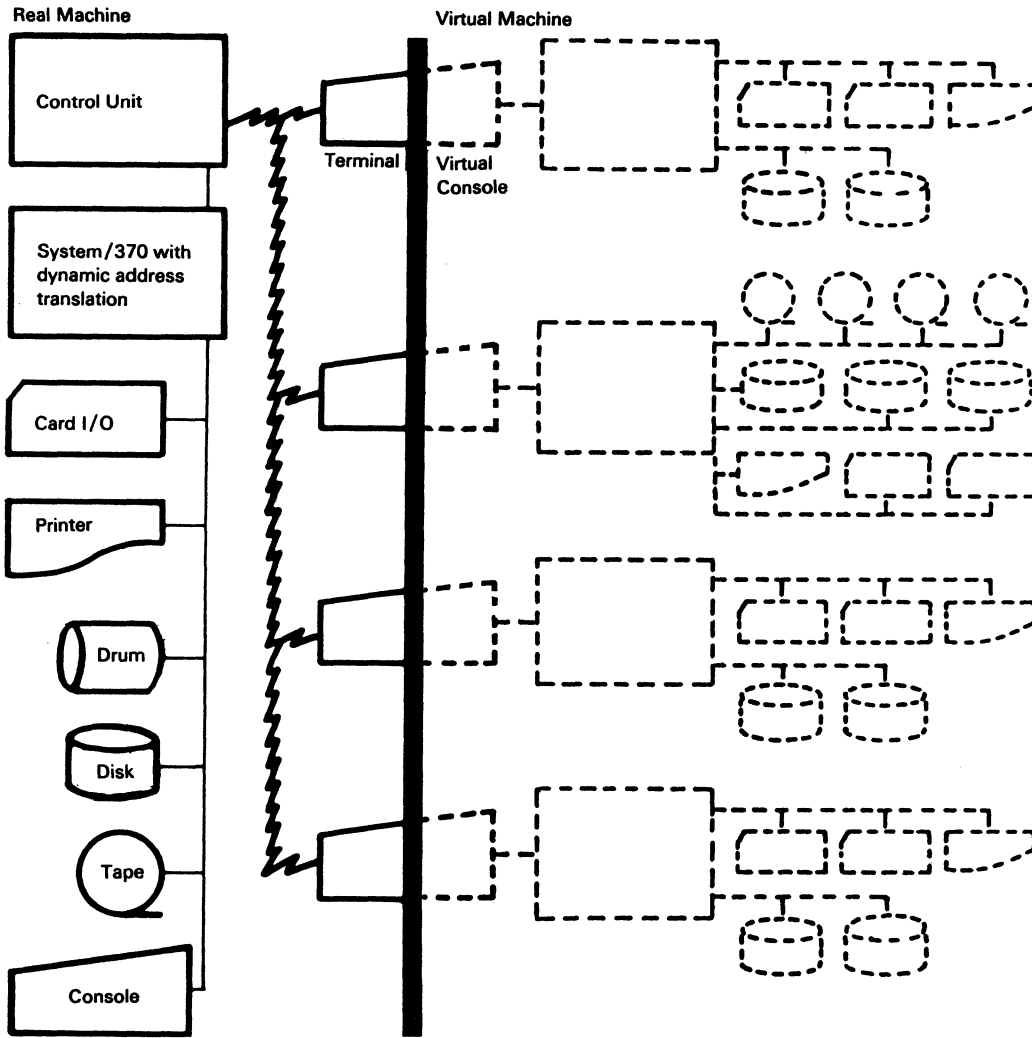 Real Machine
Virtual Machine
Control Unit
Terminal
Virtual
Console
System/370 with
dynamic address
translation
Card I/O
Printer
Drum
Disk
Tape
Console